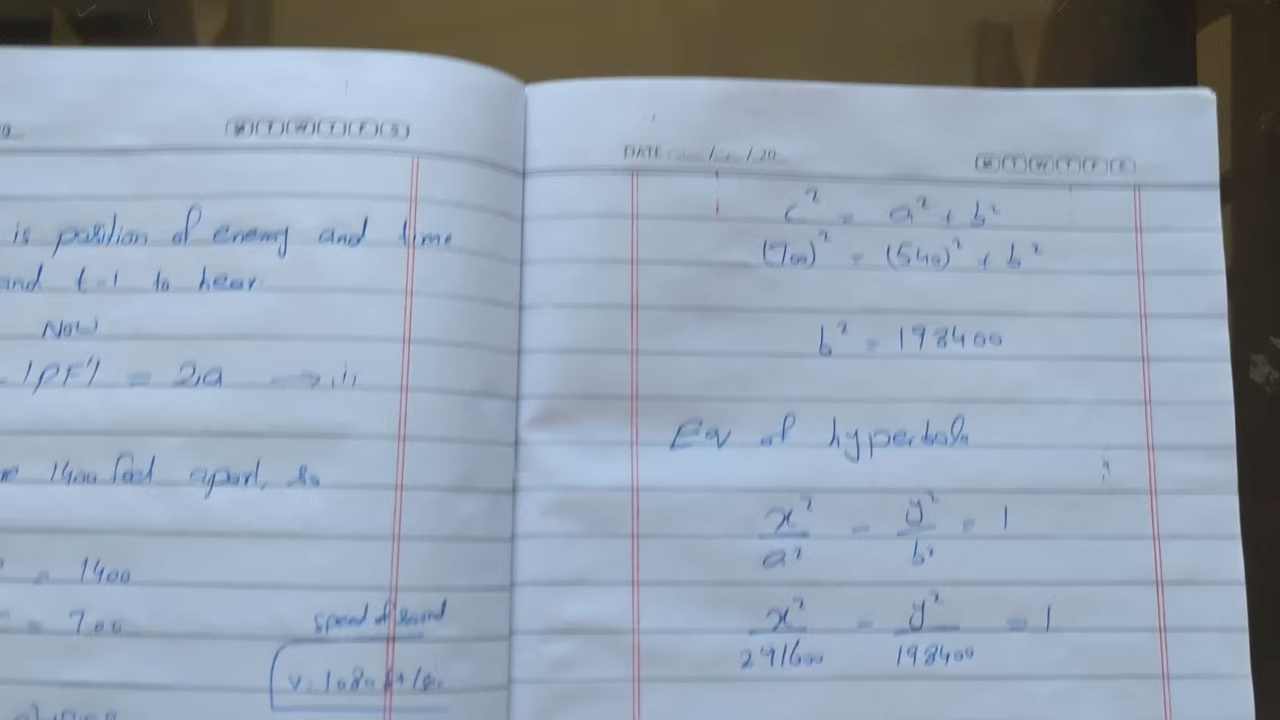 M T W T F S
is position of enemy and time
and t-1 to hear.
Now
|PF'| = 2a → (i)
1400 feet apart, so
= 1400
= 700
speed of sound
v. 1080 ft/s.
DATE: / / 20
M T W T F S
c² = a² + b²
(700)² = (540)² + b²
b² = 198400
Eq of hyperbola
x²/a² - y²/b² = 1
x²/291600 - y²/198400 = 1